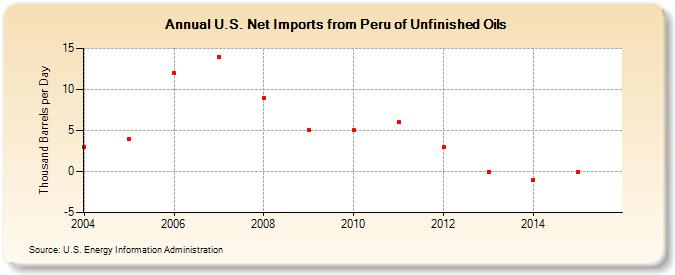 Annual U.S. Net Imports from Peru of Unfinished Oils
Thousand Barrels per Day
15
10
5
0
-5
2004 2006 2008 2010 2012 2014
Source: U.S. Energy Information Administration